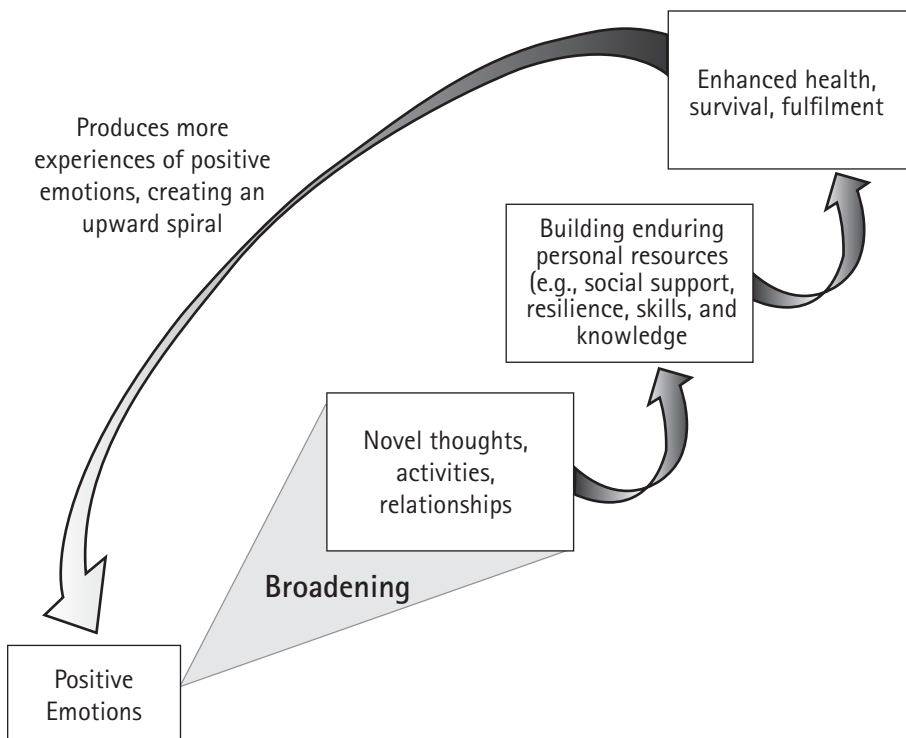 Enhanced health,
survival, fulfilment
Produces more
experiences of positive
emotions, creating an
upward spiral
Building enduring
personal resources
(e.g., social support,
resilience, skills, and
knowledge
Novel thoughts,
activities,
relationships
Broadening
Positive
Emotions